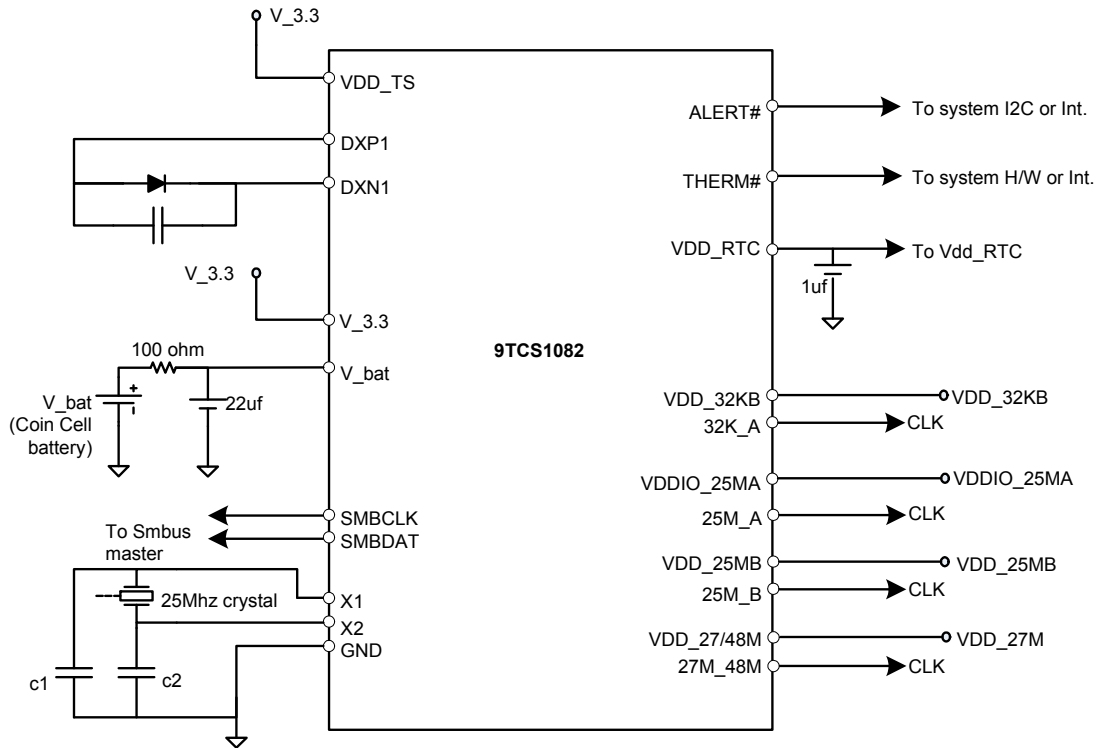 V_3.3
VDD_TS
DXP1
DXN1
V_3.3
V_3.3
100 ohm
V_bat
+
22uf
V_bat
(Coin Cell
battery)
SMBCLK
SMBDAT
To Smbus
master
25Mhz crystal
X1
X2
GND
c1
c2
9TCS1082
ALERT#
To system I2C or Int.
THERM#
To system H/W or Int.
VDD_RTC
To Vdd_RTC
1uf
VDD_32KB
VDD_32KB
32K_A
CLK
VDDIO_25MA
VDDIO_25MA
25M_A
CLK
VDD_25MB
VDD_25MB
25M_B
CLK
VDD_27/48M
VDD_27M
27M_48M
CLK